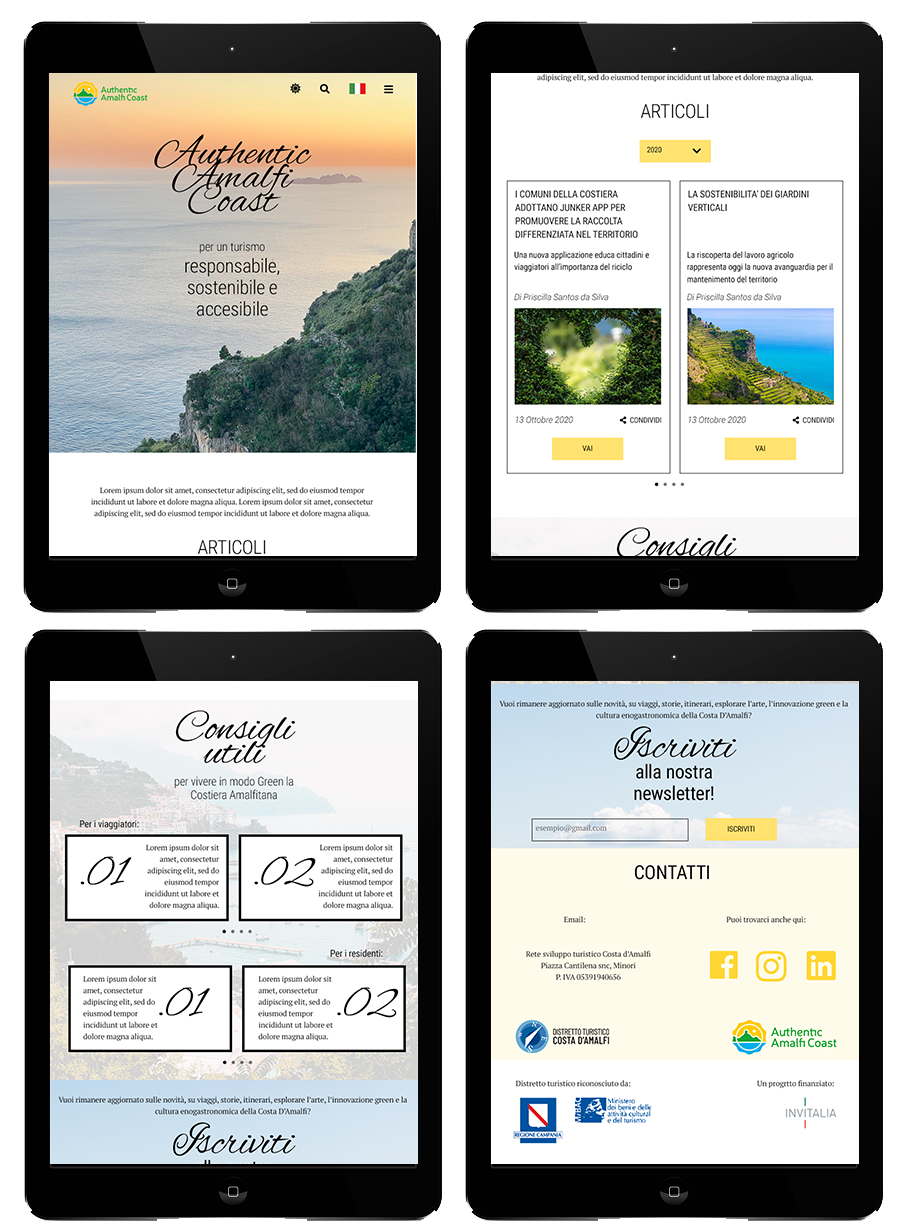 Authentic
Amalfi Coast
Authentic
Amalfi
Coast
per un turismo
responsabile,
sostenibile e
accesibile
Lorem ipsum dolor sit amet, consectetur adipiscing elit, sed do eiusmod tempor
incididunt ut labore et dolore magna aliqua. Lorem ipsum dolor sit amet, consectetur
adipiscing elit, sed do eiusmod tempor incididunt ut labore et dolore magna aliqua.
ARTICOLI
adipiscing elit, sed do eiusmod tempor incididunt ut labore et dolore magna aliqua.
ARTICOLI
2020
I COMUNI DELLA COSTIERA
ADOTTANO JUNKER APP PER
PROMUOVERE LA RACCOLTA
DIFFERENZIATA NEL TERRITORIO
Una nuova applicazione educa cittadini e
viaggiatori all'importanza del riciclo
Di Priscilla Santos da Silva
13 Ottobre 2020
CONDIVIDI
VAI
LA SOSTENIBILITA' DEI GIARDINI
VERTICALI
La riscoperta del lavoro agricolo
rappresenta oggi la nuova avanguardia per il
mantenimento del territorio
Di Priscilla Santos da Silva
13 Ottobre 2020
CONDIVIDI
VAI
Consigli
Consigli
utili
per vivere in modo Green la
Costiera Amalfitana
Per i viaggiatori:
.01
Lorem ipsum dolor sit
amet, consectetur
adipiscing elit, sed do
eiusmod tempor
incididunt ut labore et
dolore magna aliqua.
.02
Lorem ipsum dolor sit
amet, consectetur
adipiscing elit, sed do
eiusmod tempor
incididunt ut labore et
dolore magna aliqua.
Per i residenti:
Lorem ipsum dolor sit
amet, consectetur
adipiscing elit, sed do
eiusmod tempor
incididunt ut labore et
dolore magna aliqua.
.01
Lorem ipsum dolor sit
amet, consectetur
adipiscing elit, sed do
eiusmod tempor
incididunt ut labore et
dolore magna aliqua.
.02
Vuoi rimanere aggiornato sulle novità, su viaggi, storie, itinerari, esplorare l'arte, l'innovazione green e la
cultura enogastronomica della Costa D'Amalfi?
Iscriviti
Vuoi rimanere aggiornato sulle novità, su viaggi, storie, itinerari, esplorare l'arte, l'innovazione green e la
cultura enogastronomica della Costa D'Amalfi?
Iscriviti
alla nostra
newsletter!
esempio@gmail.com
ISCRIVITI
CONTATTI
Email:
Puoi trovarci anche qui:
Rete sviluppo turistico Costa d'Amalfi
Piazza Cantilena snc, Minori
P. IVA 05391940656
DISTRETTO TURISTICO
COSTA D'AMALFI
Authentic
Amalfi Coast
Distretto turistico riconosciuto da:
Un progrtto finanziato:
REGIONE CAMPANIA
MiBAC
Ministero
dei beni e delle
attività culturali
e del turismo
INVITALIA